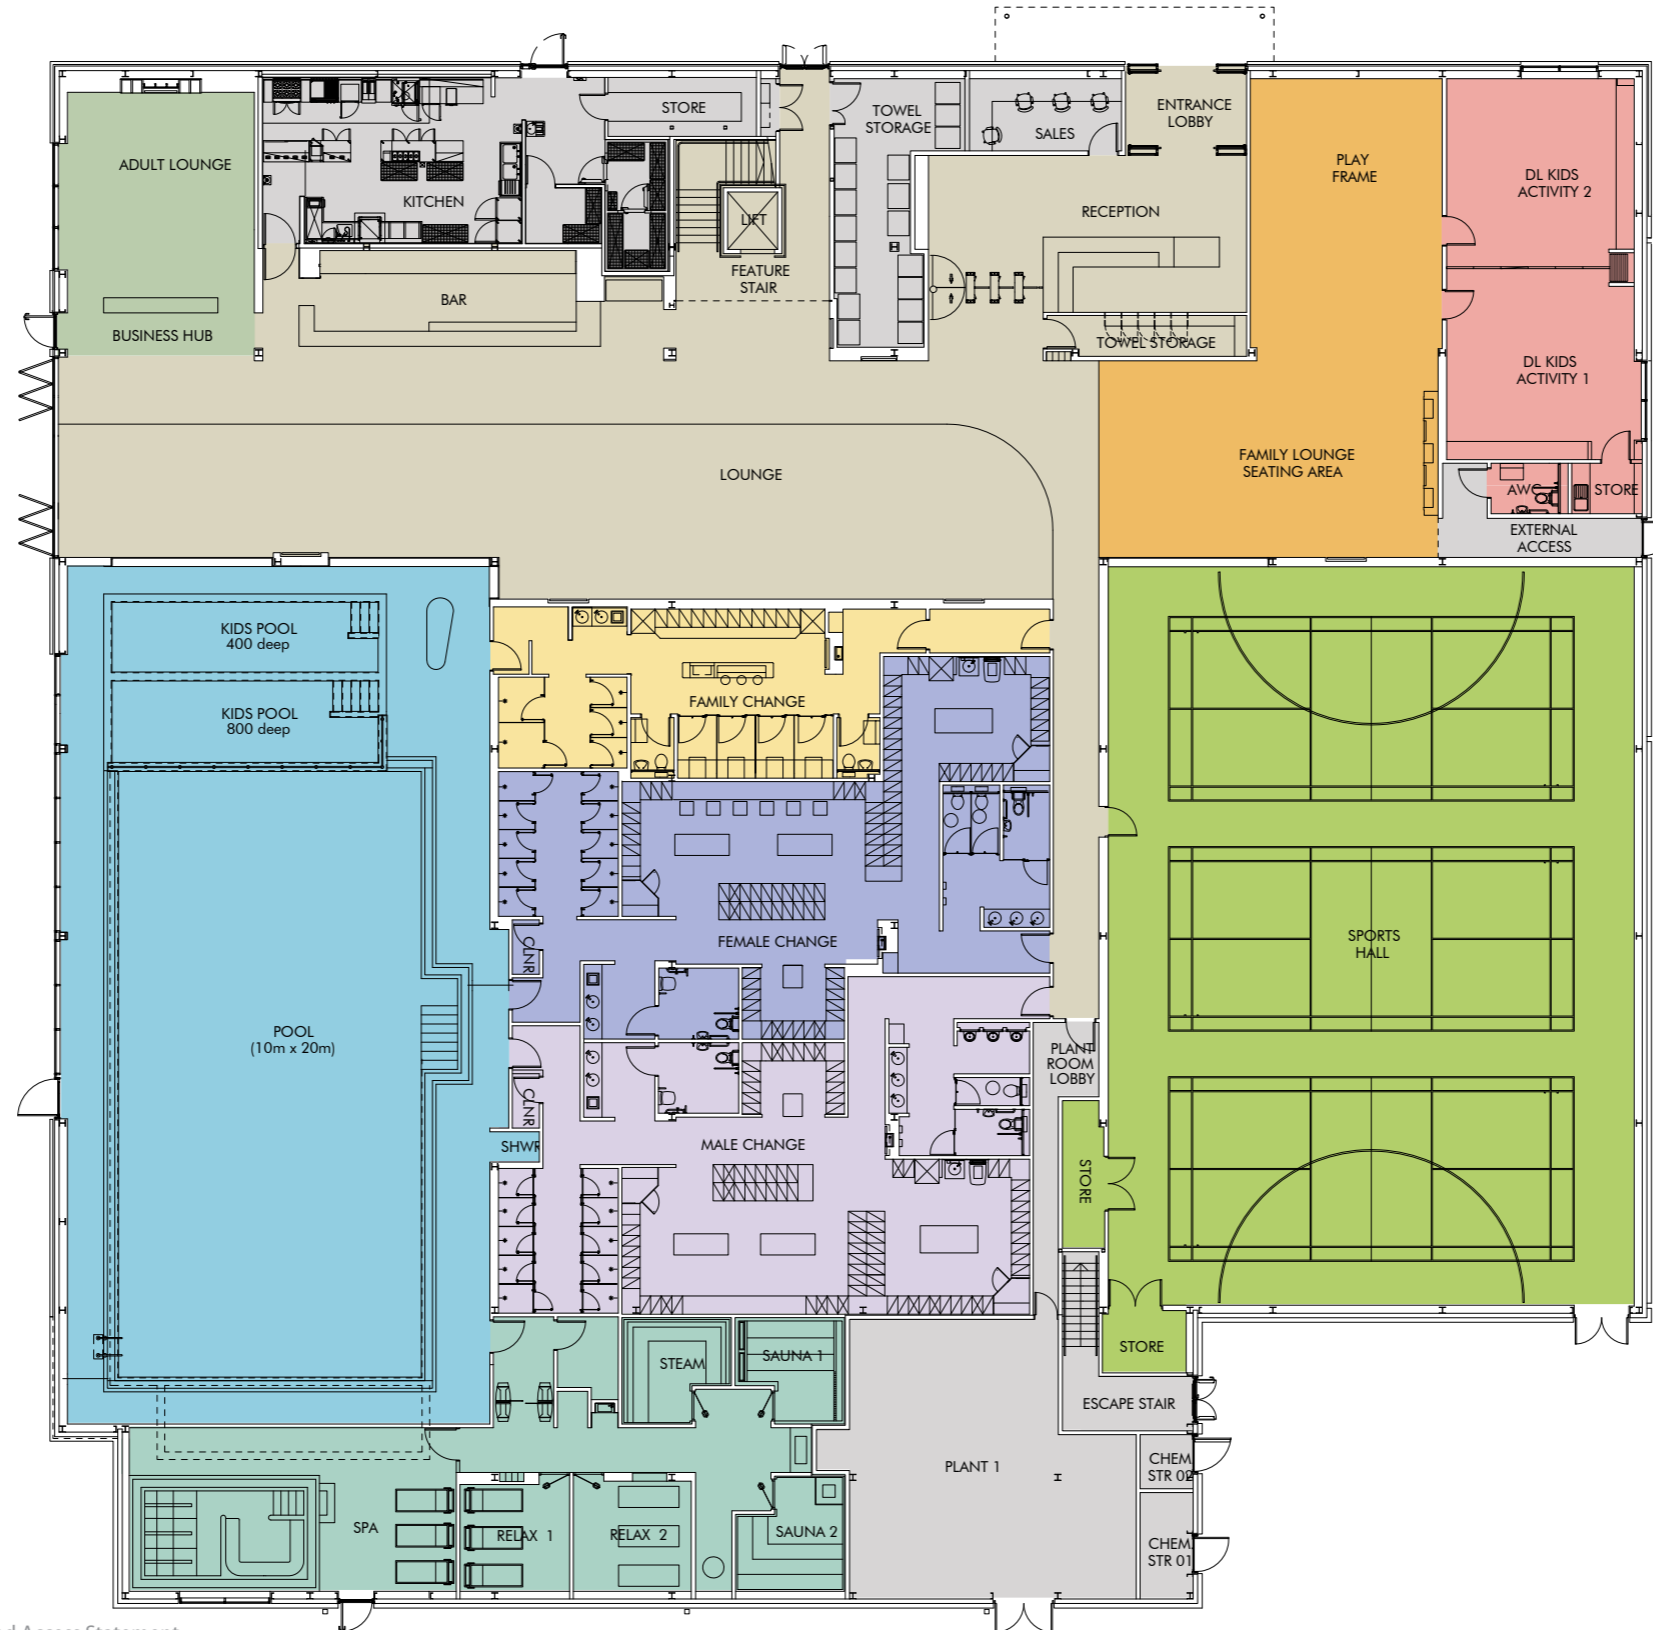 STORE
TOWEL
STORAGE
SALES
ENTRANCE
LOBBY
ADULT LOUNGE
KITCHEN
PLAY
FRAME
DL KIDS
ACTIVITY 2
LIFT
RECEPTION
FEATURE
STAIR
BAR
BUSINESS HUB
TOWEL STORAGE
DL KIDS
ACTIVITY 1
LOUNGE
FAMILY LOUNGE
SEATING AREA
AWC
STORE
EXTERNAL
ACCESS
KIDS POOL
400 deep
KIDS POOL
800 deep
FAMILY CHANGE
FEMALE CHANGE
CLNR
SPORTS
HALL
POOL
(10m x 20m)
PLANT
ROOM
LOBBY
CLNR
SHWR
MALE CHANGE
STORE
STEAM
SAUNA 1
STORE
ESCAPE STAIR
PLANT 1
CHEM
STR 02
SPA
RELAX 1
RELAX 2
SAUNA 2
CHEM
STR 01
d Access Statement